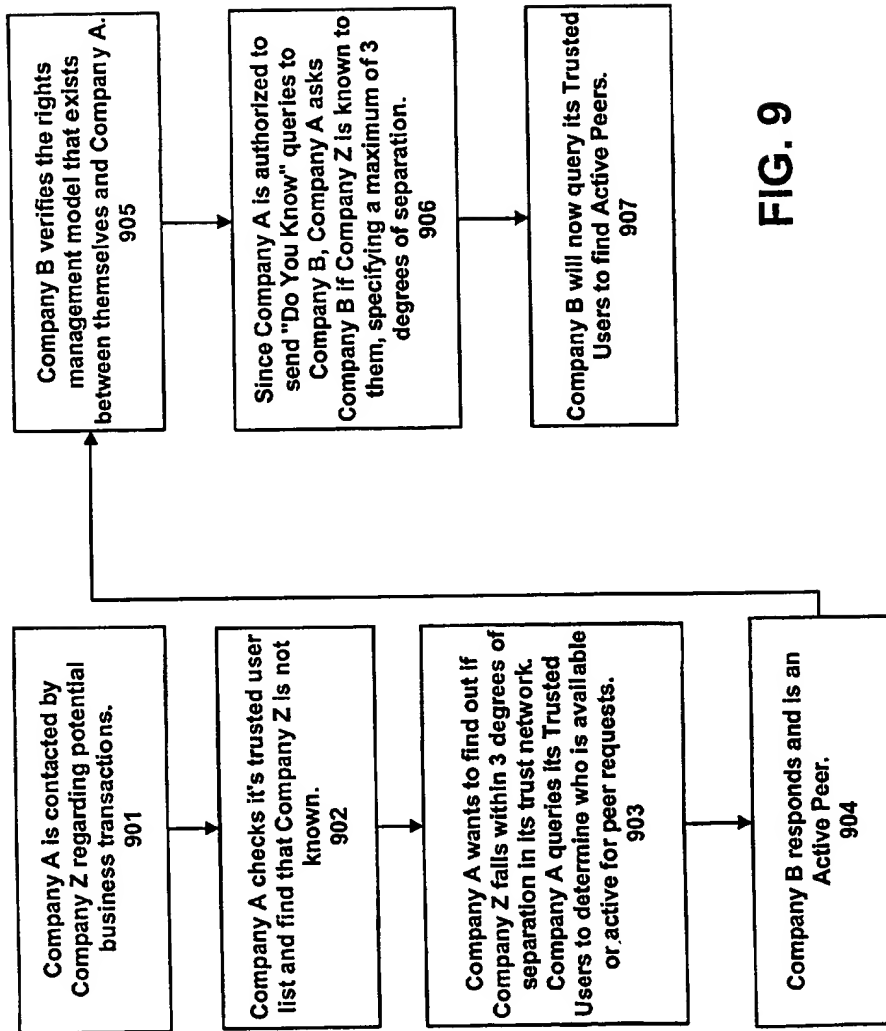 Company A is contacted by
Company Z regarding potential
business transactions.
901
Company A checks it's trusted user
list and find that Company Z is not
known.
902
Company A wants to find out if
Company Z falls within 3 degrees of
separation in its trust network.
Company A queries its Trusted
Users to determine who is available
or active for peer requests.
903
Company B responds and is an
Active Peer.
904
Company B verifies the rights
management model that exists
between themselves and Company A.
905
Since Company A is authorized to
send "Do You Know" queries to
Company B, Company A asks
Company B if Company Z is known to
them, specifying a maximum of 3
degrees of separation.
906
Company B will now query its Trusted
Users to find Active Peers.
907
FIG. 9